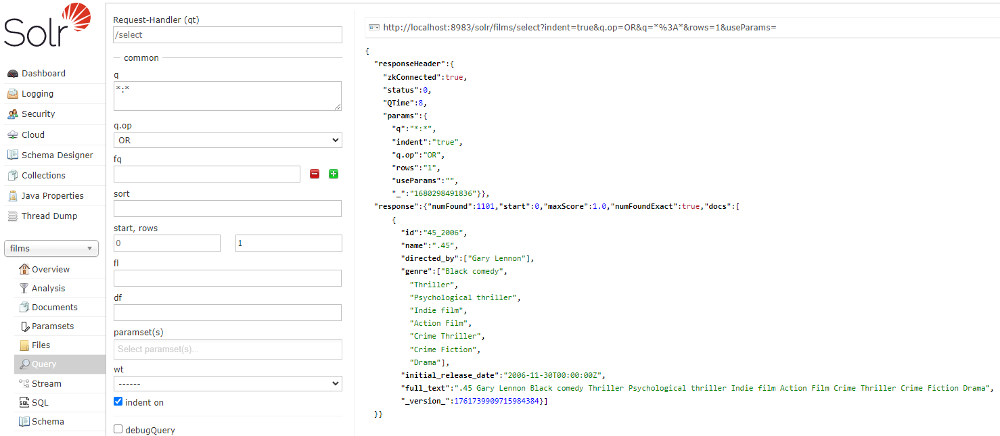 Solr
Dashboard
Logging
Security
Cloud
Schema Designer
Collections
Java Properties
Thread Dump
films
Overview
Analysis
Documents
Paramsets
Files
Query
Stream
SQL
Schema
Request-Handler (qt)
/select
common
q
*:*
q.op
OR
fq
sort
start, rows
0 1
fl
df
paramset(s)
Select paramset(s)...
wt
------
indent on
debugQuery
http://localhost:8983/solr/films/select?indent=true&q.op=OR&q=*%3A*&rows=1&useParams=
{
  "responseHeader":{
    "zkConnected":true,
    "status":0,
    "QTime":8,
    "params":{
      "q":"*:*",
      "indent":"true",
      "q.op":"OR",
      "rows":"1",
      "useParams":"",
      "_":"1680298491836"}},
  "response":{"numFound":1101,"start":0,"maxScore":1.0,"numFoundExact":true,"docs":[
      {
        "id":"45_2006",
        "name":".45",
        "directed_by":["Gary Lennon"],
        "genre":["Black comedy",
          "Thriller",
          "Psychological thriller",
          "Indie film",
          "Action Film",
          "Crime Thriller",
          "Crime Fiction",
          "Drama"],
        "initial_release_date":"2006-11-30T00:00:00Z",
        "full_text":".45 Gary Lennon Black comedy Thriller Psychological thriller Indie film Action Film Crime Thriller Crime Fiction Drama",
        "_version_":1761739909715984384}]
  }}